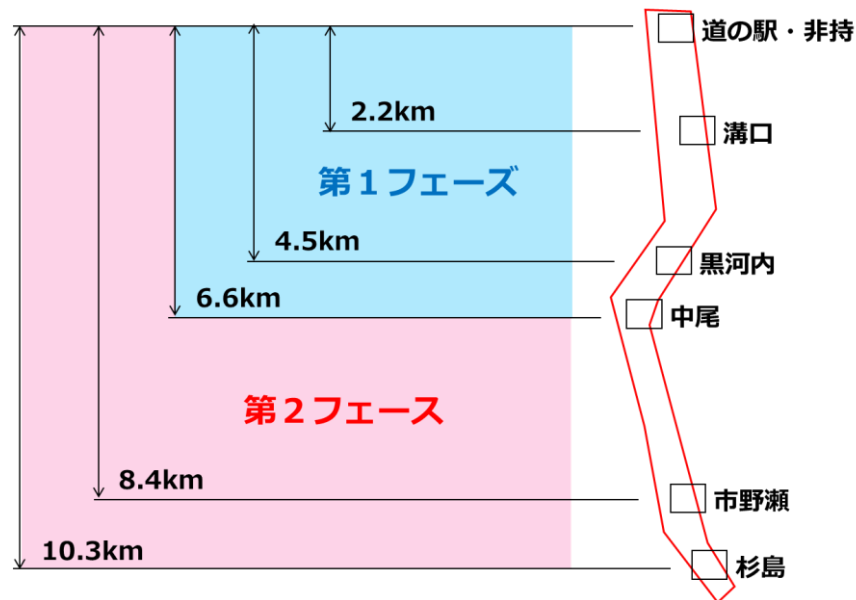 道の駅・非持
2.2km
溝口
第１フェーズ
4.5km
黒河内
6.6km
中尾
第２フェース
8.4km
市野瀬
10.3km
杉島